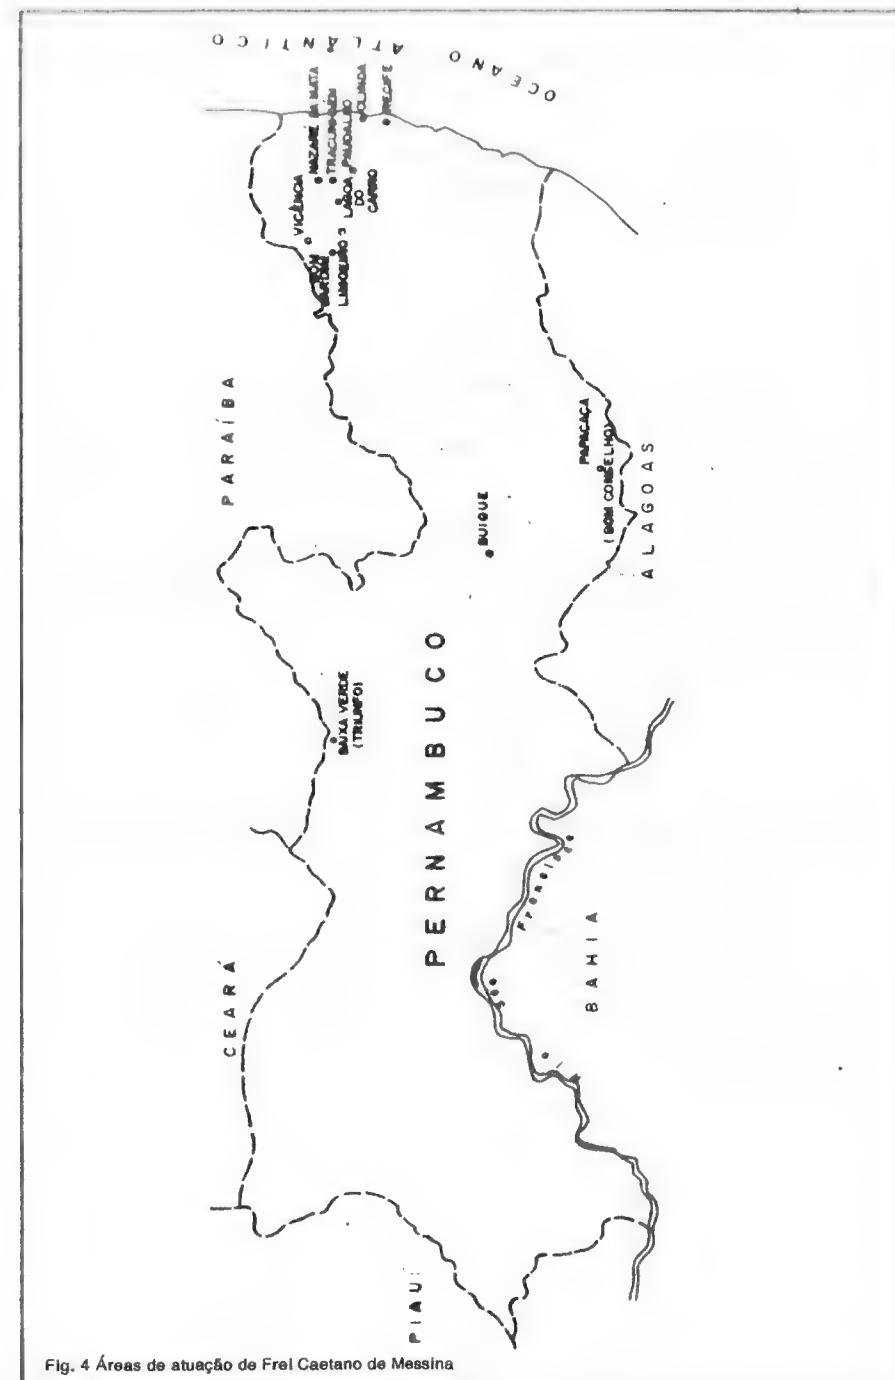 OCEANO ATLÂNTICO
NAZARÉ DA MATA
TRACUNHAÉM
PAUDALHO
OLINDA
RECIFE
VICÊNCIA
LAGOA
DO
CARRO
BOM
JARDIM
LIMOEIRO
PARAÍBA
PAPACAÇA
(BOM CONSELHO)
ALAGOAS
BUIQUE
BAIXA VERDE
(TRIUNFO)
PERNAMBUCO
CEARÁ
São
BAHIA
PIAUÍ
Fig. 4 Áreas de atuação de Frei Caetano de Messina